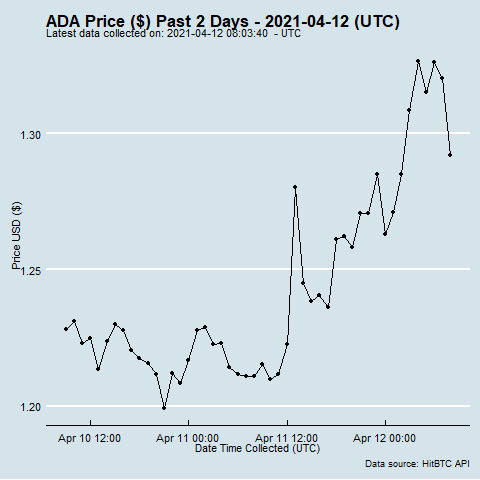 ADA Price ($) Past 2 Days - 2021-04-12 (UTC)
Latest data collected on: 2021-04-12 08:03:40 - UTC
Price USD ($)
1.30
1.25
1.20
Apr 10 12:00 Apr 11 00:00 Apr 11 12:00 Apr 12 00:00
Date Time Collected (UTC)
Data source: HitBTC API